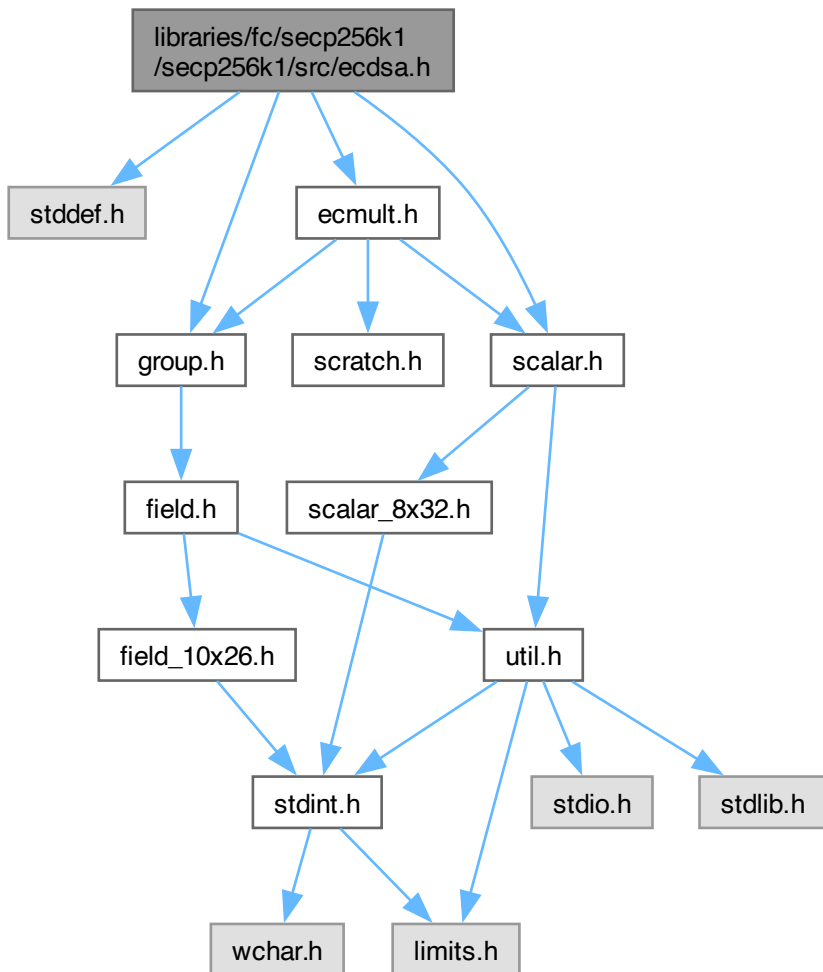 libraries/fc/secp256k1
/secp256k1/src/ecdsa.h
stddef.h
ecmult.h
group.h
scratch.h
scalar.h
field.h
scalar_8x32.h
field_10x26.h
util.h
stdint.h
stdio.h
stdlib.h
wchar.h
limits.h